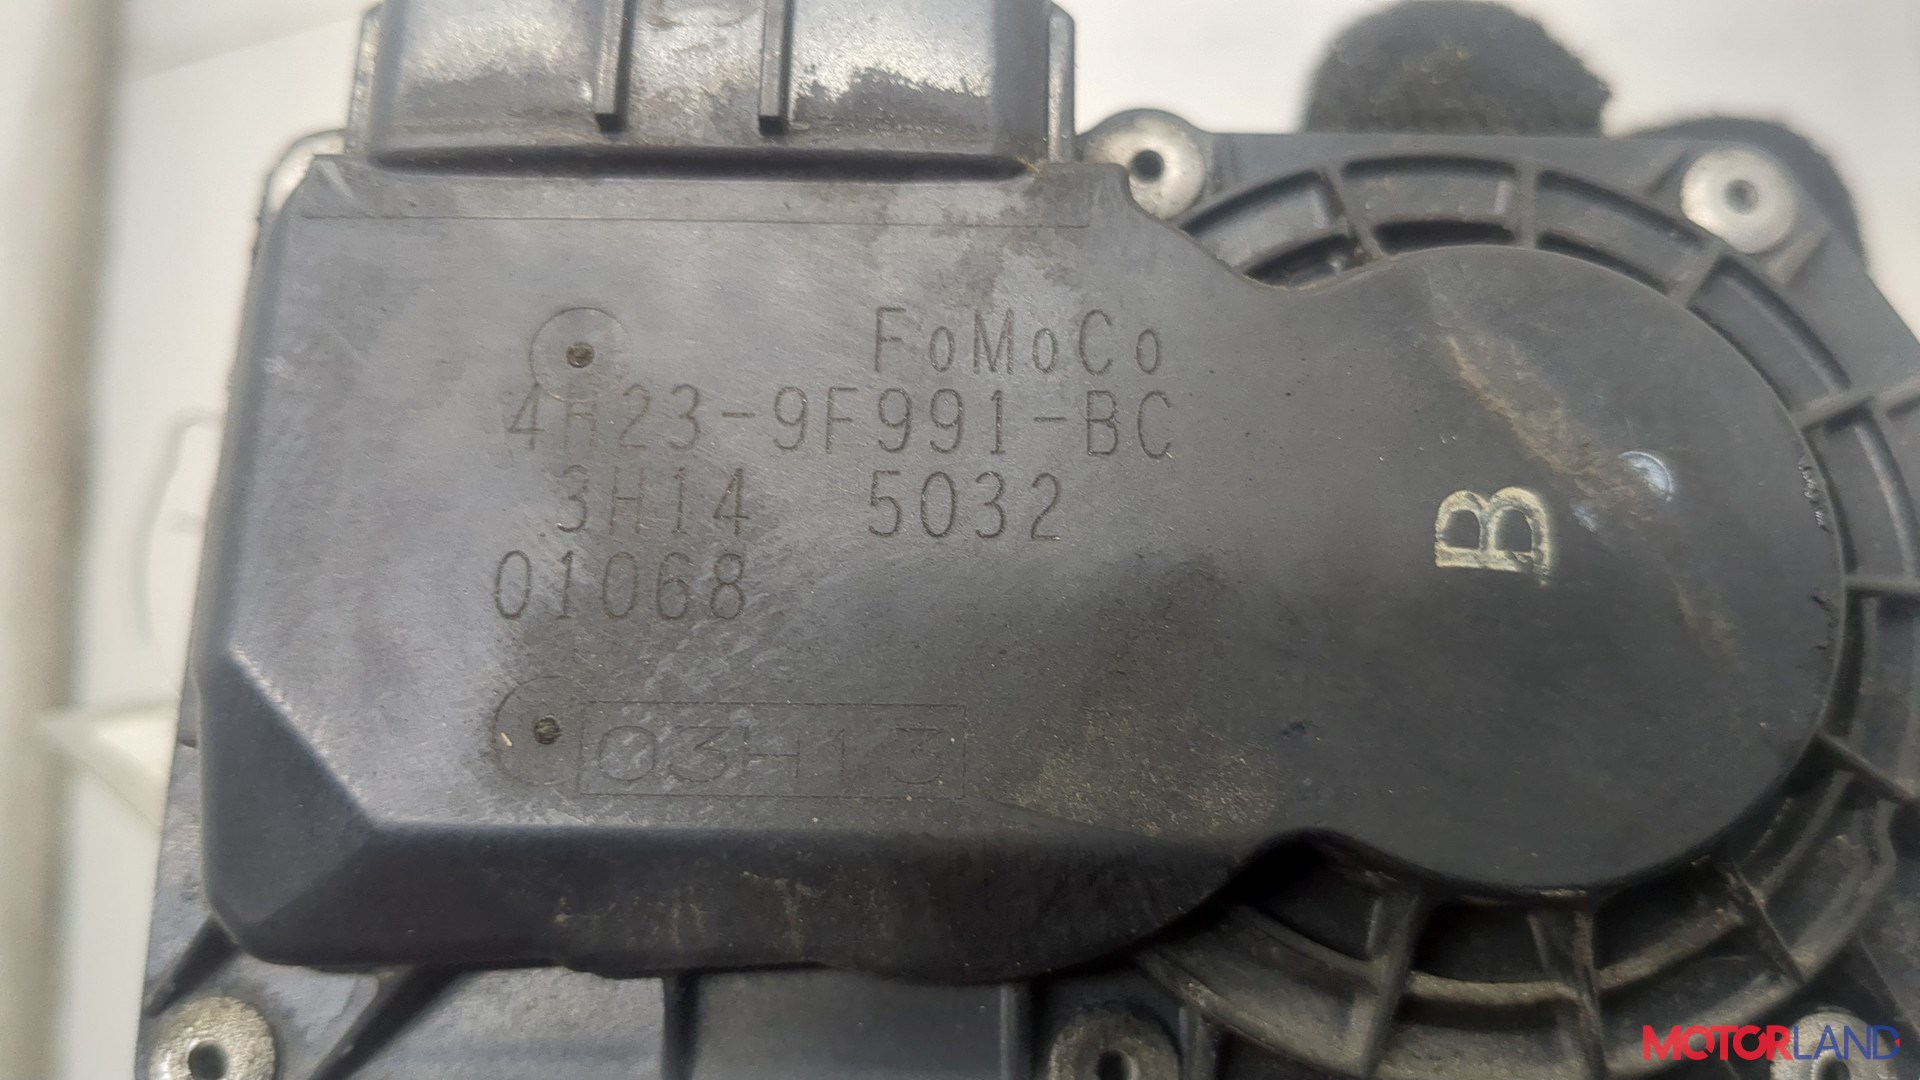 FoMoCo
4H23-9F991-BC
3H14 5032
01068
03H13
B
MOTORLAND